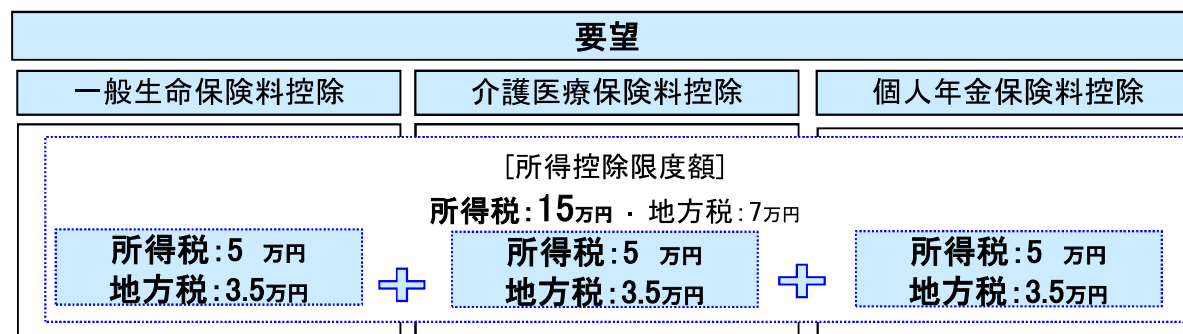 要望
一般生命保険料控除
介護医療保険料控除
個人年金保険料控除
[所得控除限度額]
所得税:15万円 ・ 地方税:7万円
所得税:5 万円
地方税:3.5万円
所得税:5 万円
地方税:3.5万円
所得税:5 万円
地方税:3.5万円